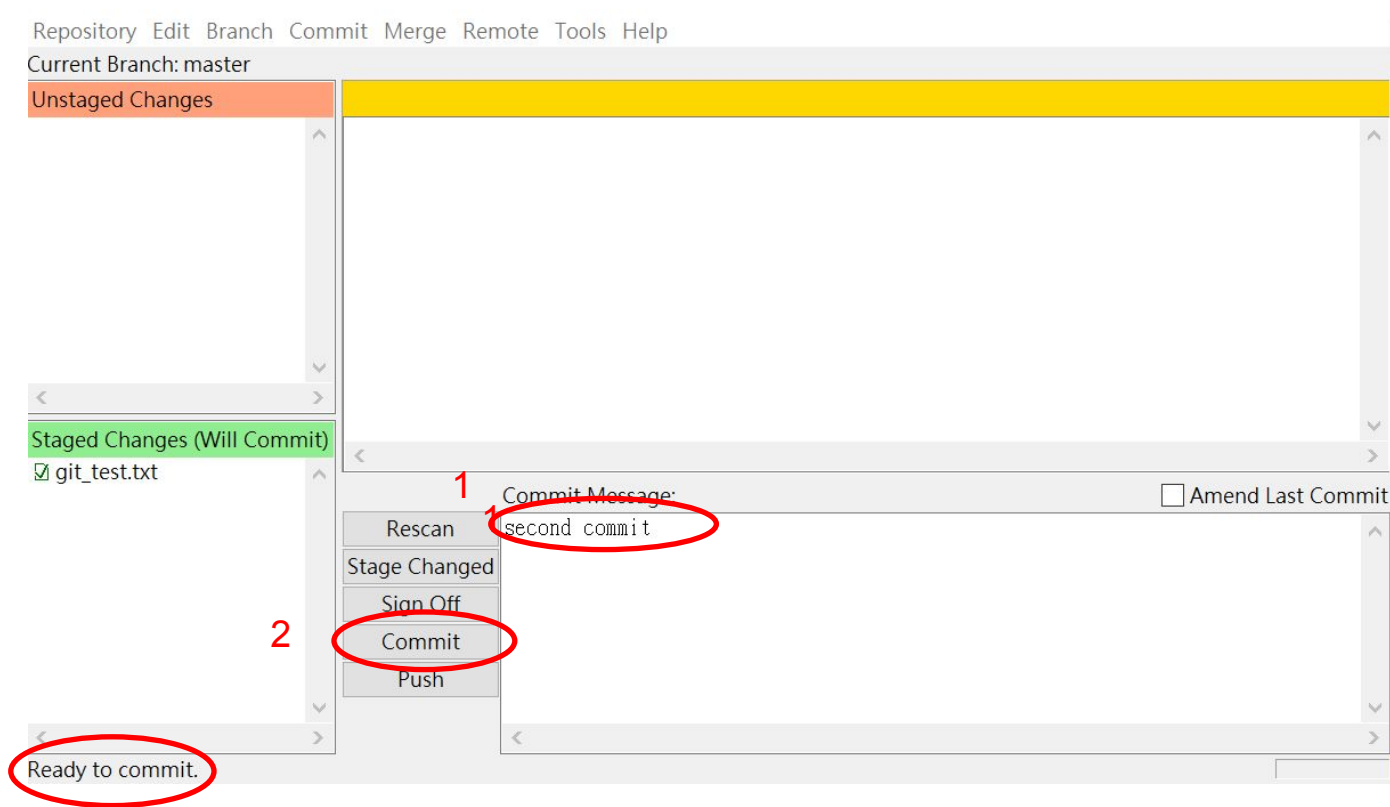 Repository Edit Branch Commit Merge Remote Tools Help
Current Branch: master
Unstaged Changes
Staged Changes (Will Commit)
git_test.txt
1
Commit Message:
Amend Last Commit
1
Rescan
second commit
Stage Changed
Sign Off
2
Commit
Push
Ready to commit.